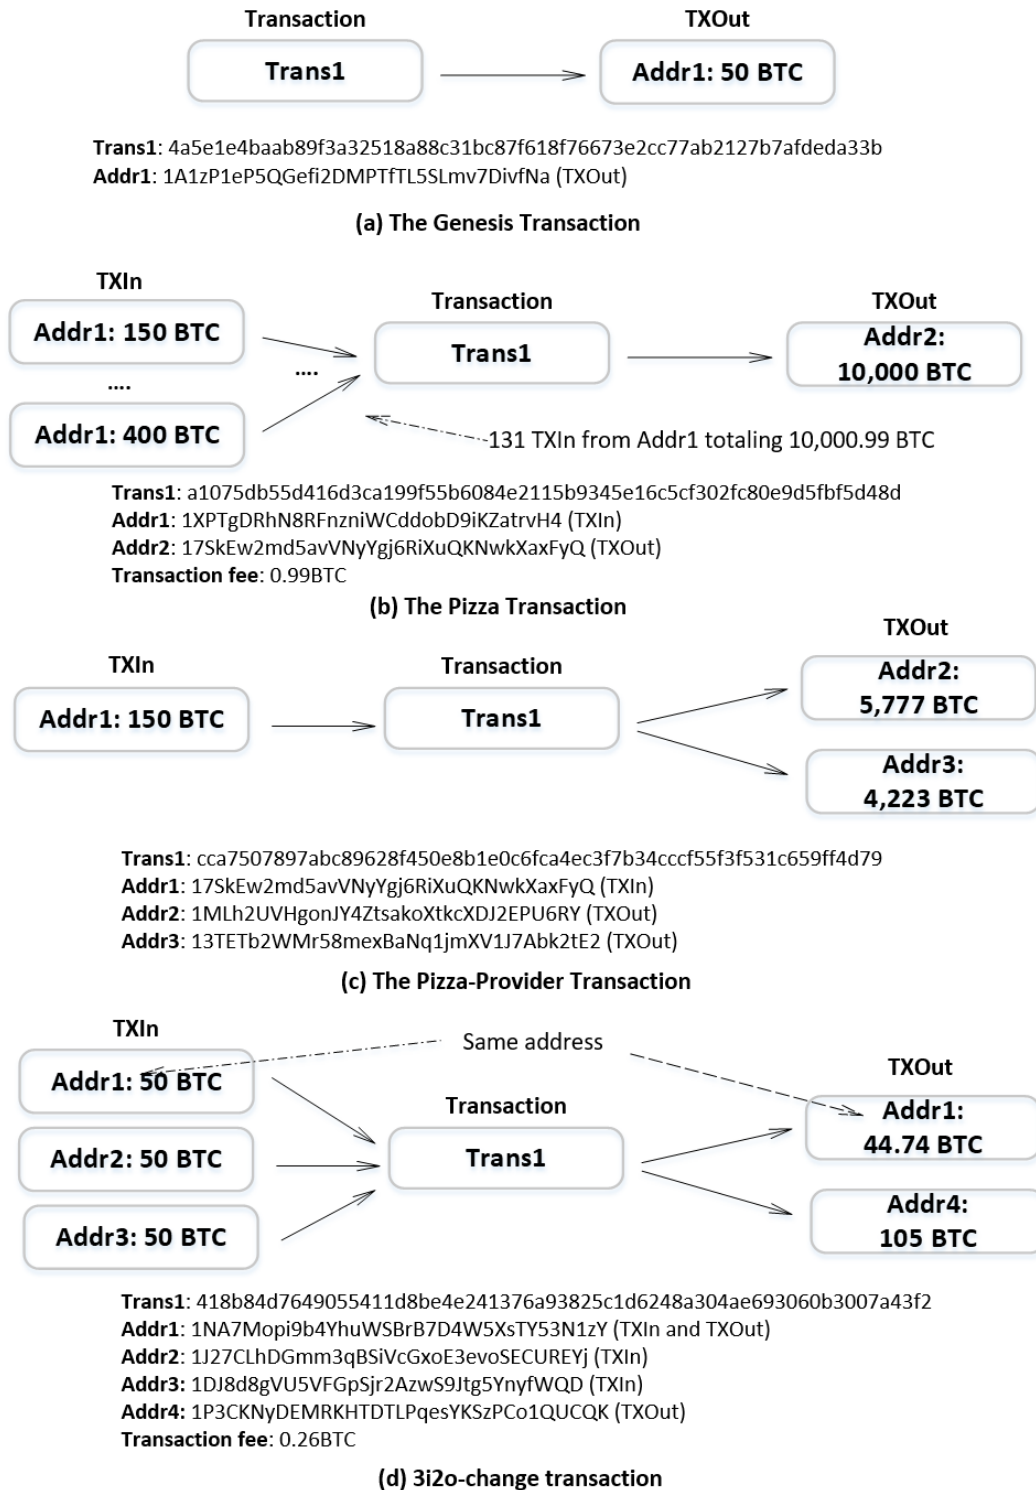 Transaction
TXOut
Trans1
Addr1: 50 BTC
Trans1: 4a5e1e4baab89f3a32518a88c31bc87f618f76673e2cc77ab2127b7afdeda33b
Addr1: 1A1zP1eP5QGefi2DMPTfTL5SLmv7DivfNa (TXOut)
(a) The Genesis Transaction
TXIn
Transaction
TXOut
Addr1: 150 BTC
Trans1
Addr2:
10,000 BTC
....
....
Addr1: 400 BTC
131 TXIn from Addr1 totaling 10,000.99 BTC
Trans1: a1075db55d416d3ca199f55b6084e2115b9345e16c5cf302fc80e9d5fbf5d48d
Addr1: 1XPTgDRhN8RFnzniWCddobD9iKZatrvH4 (TXIn)
Addr2: 17SkEw2md5avVNyYgj6RiXuQKNwkXaxFyQ (TXOut)
Transaction fee: 0.99BTC
(b) The Pizza Transaction
TXIn
Transaction
TXOut
Addr1: 150 BTC
Trans1
Addr2:
5,777 BTC
Addr3:
4,223 BTC
Trans1: cca7507897abc89628f450e8b1e0c6fca4ec3f7b34cccf55f3f531c659ff4d79
Addr1: 17SkEw2md5avVNyYgj6RiXuQKNwkXaxFyQ (TXIn)
Addr2: 1MLh2UVHgonJY4ZtsakoXtkcXDJ2EPU6RY (TXOut)
Addr3: 13TETb2WMr58mexBaNq1jmXV1J7Abk2tE2 (TXOut)
(c) The Pizza-Provider Transaction
TXIn
Same address
TXOut
Addr1: 50 BTC
Transaction
Addr1:
44.74 BTC
Addr2: 50 BTC
Trans1
Addr3: 50 BTC
Addr4:
105 BTC
Trans1: 418b84d7649055411d8be4e241376a93825c1d6248a304ae693060b3007a43f2
Addr1: 1NA7Mopi9b4YhuWSBrB7D4W5XsTY53N1zY (TXIn and TXOut)
Addr2: 1J27CLhDGmm3qBSiVcGxoE3evoSECUREYj (TXIn)
Addr3: 1DJ8d8gVU5VFGpSjr2AzwS9Jtg5YnyfWQD (TXIn)
Addr4: 1P3CKNyDEMRKHTDTLPqesYKSzPCo1QUCQK (TXOut)
Transaction fee: 0.26BTC
(d) 3i2o-change transaction